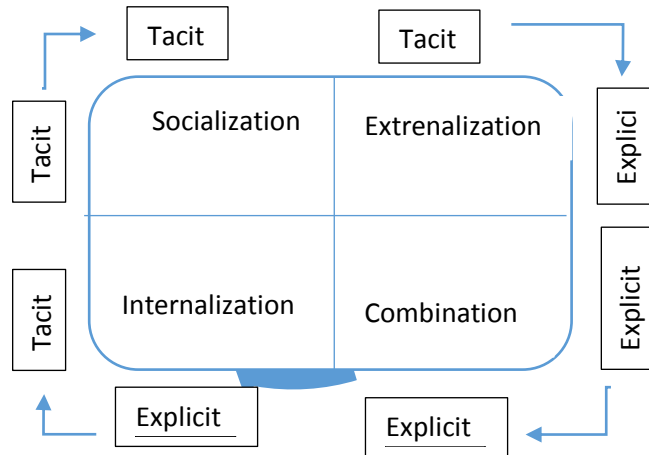 Tacit
Tacit
Tacit
Socialization
Extrenalization
Explici
Tacit
Internalization
Combination
Explicit
Explicit
Explicit